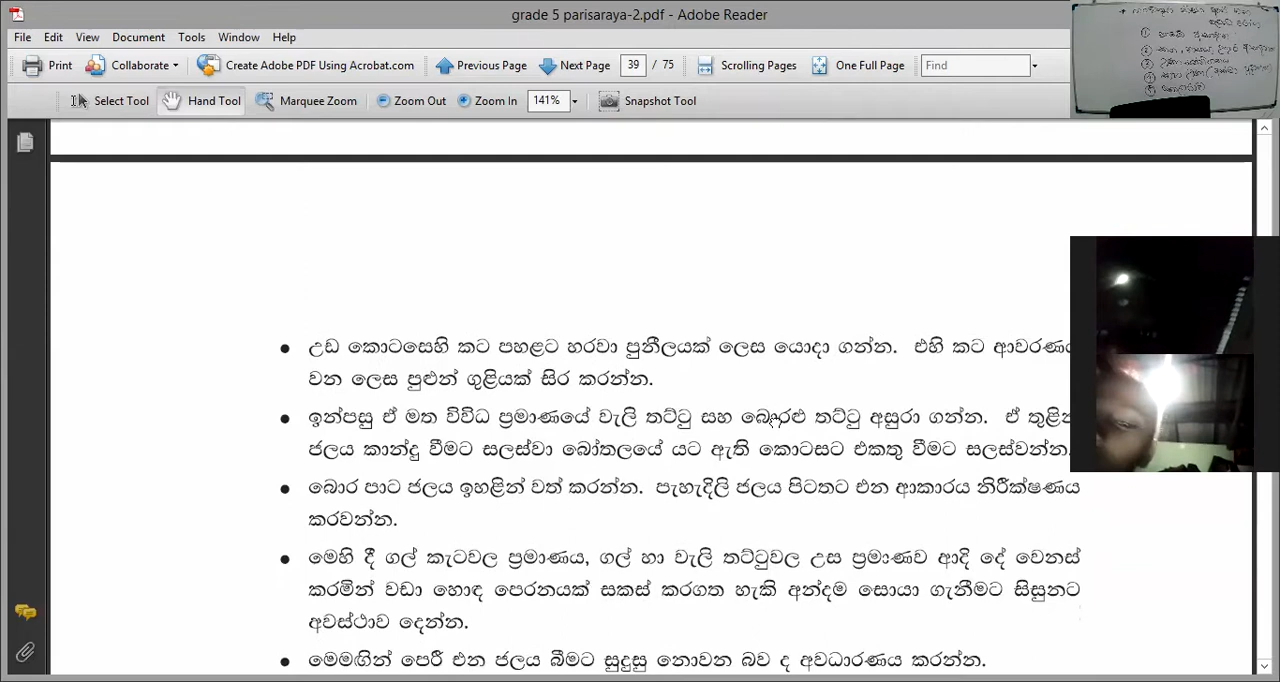 grade 5 parisaraya-2.pdf - Adobe Reader
File Edit View Document Tools Window Help
Print Collaborate Create Adobe PDF Using Acrobat.com Previous Page Next Page 39 / 75 Scrolling Pages One Full Page Find
Select Tool Hand Tool Marquee Zoom Zoom Out Zoom In 141% Snapshot Tool
• උඩ කොටසෙහි කට පහළට හරවා පුනීලයක් ලෙස යොදා ගන්න. එහි කට
වන ලෙස පුළුන් ගුළියක් සිර කරන්න.
• ඉන්පසු ඒ මත විවිධ ප්‍රමාණයේ වැලි තට්ටු සහ බොරළු තට්ටු අසුරා ගන්න. ඒ
ජලය කාන්දු වීමට සලස්වා බෝතලයේ යට ඇති කොටසට එකතු වීමට සලස්වන්න.
• බොර පාට ජලය ඉහළින් වත් කරන්න. පැහැදිලි ජලය පිටතට එන ආකාරය නිරීක්ෂණය
කරවන්න.
• මෙහි දී ගල් කැටවල ප්‍රමාණය, ගල් හා වැලි තට්ටුවල උස ප්‍රමාණව ආදි දේ වෙනස්
කරමින් වඩා හොඳ පෙරනයක් සකස් කරගත හැකි අන්දම සොයා ගැනීමට සිසුනට
අවස්ථාව දෙන්න.
• මෙමඟින් පෙරී එන ජලය බීමට සුදුසු නොවන බව ද අවධාරණය කරන්න.